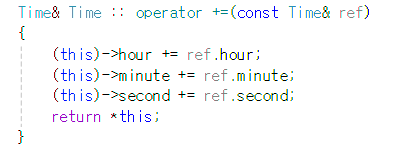 Time& Time :: operator +=(const Time& ref)
{
    (this)->hour += ref.hour;
    (this)->minute += ref.minute;
    (this)->second += ref.second;
    return *this;
}